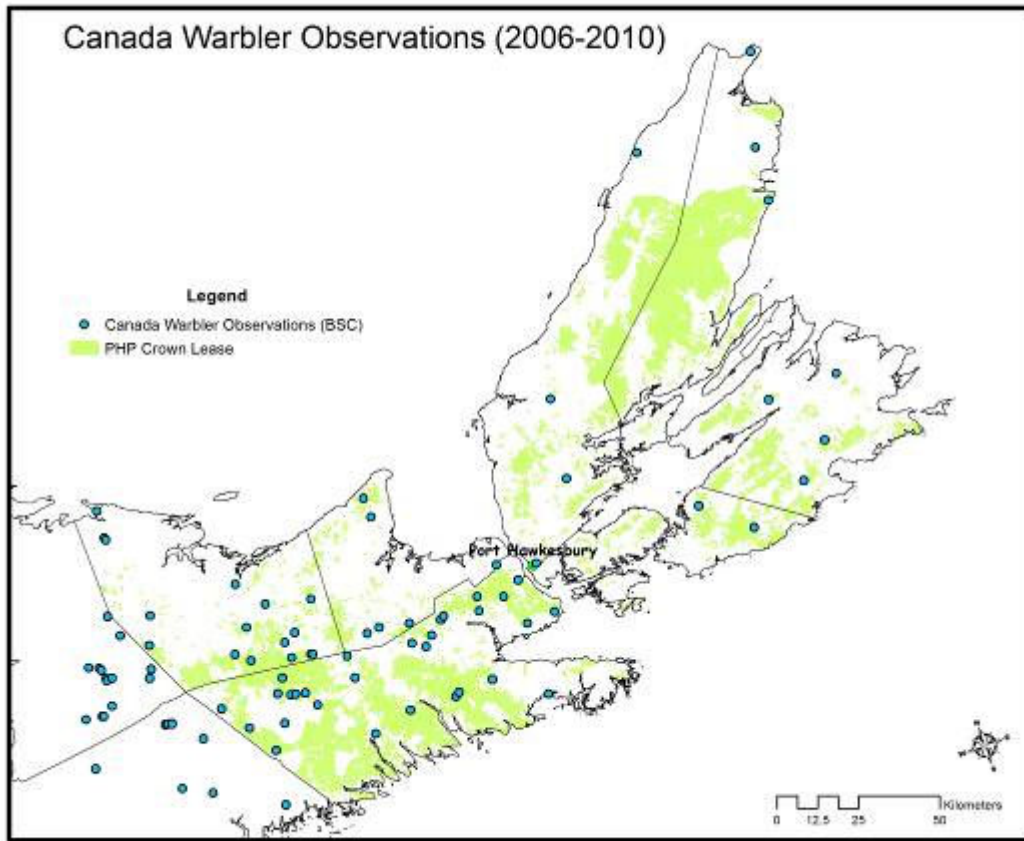 Canada Warbler Observations (2006-2010)
Legend
Canada Warbler Observations (BSC)
PHP Crown Lease
Port Hawkesbury
Kilometers
0 12.5 25 50